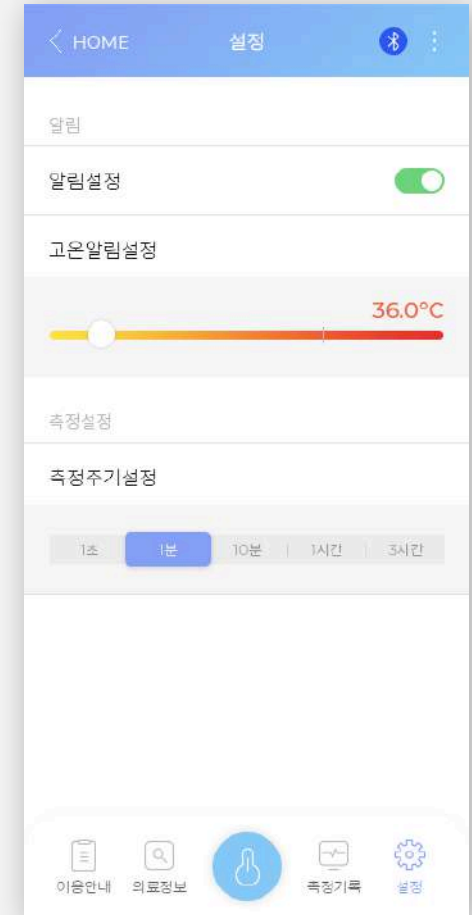 HOME 설정
알림
알림설정
고온알림설정
36.0°C
측정설정
측정주기설정
1초 1분 10분 1시간 3시간
이용안내 의료정보 측정기록 설정